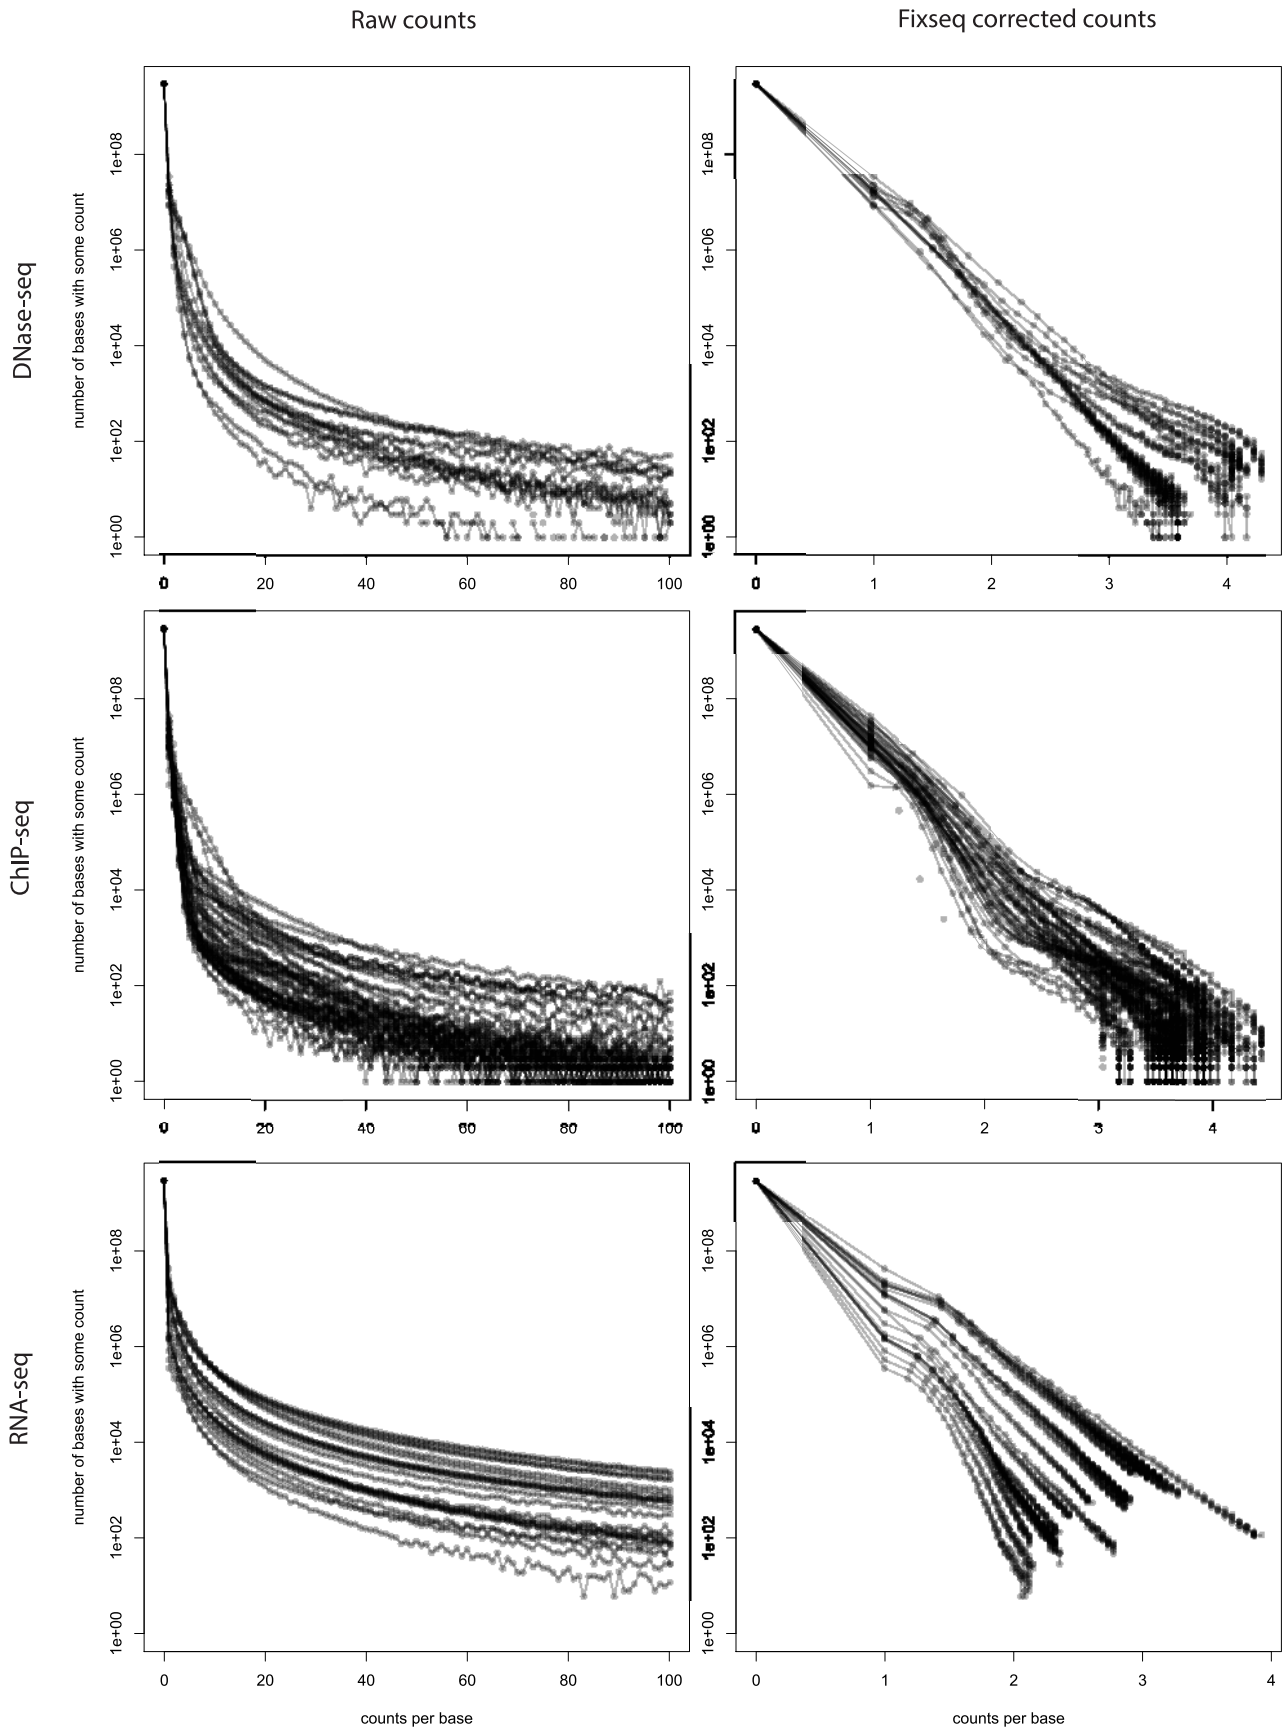 Raw counts
Fixseq corrected counts
DNase-seq
number of bases with some count
1e+08
1e+06
1e+04
1e+02
1e+00
0 20 40 60 80 100
1e+08
1e+06
1e+04
1e+02
1e+00
0 1 2 3 4
ChIP-seq
number of bases with some count
1e+08
1e+06
1e+04
1e+02
1e+00
0 20 40 60 80 100
1e+08
1e+06
1e+04
1e+02
1e+00
0 1 2 3 4
RNA-seq
number of bases with some count
1e+08
1e+06
1e+04
1e+02
1e+00
0 20 40 60 80 100
counts per base
1e+08
1e+06
1e+04
1e+02
1e+00
0 1 2 3 4
counts per base